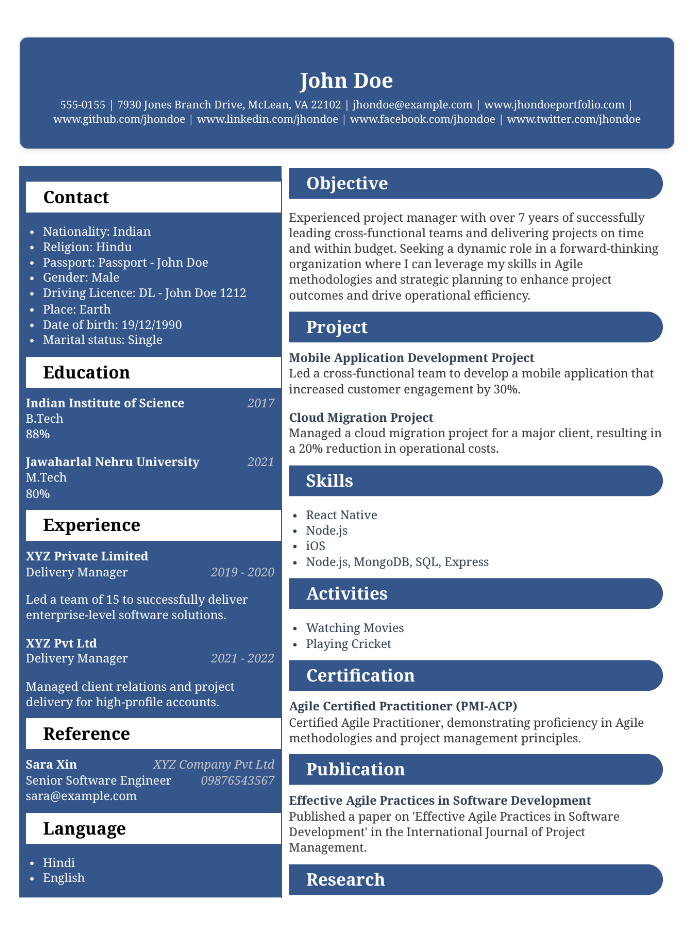 John Doe
555-0155 | 7930 Jones Branch Drive, McLean, VA 22102 | jhondoe@example.com | www.jhondoeportfolio.com |
www.github.com/jhondoe | www.linkedin.com/jhondoe | www.facebook.com/jhondoe | www.twitter.com/jhondoe
Contact
• Nationality: Indian
• Religion: Hindu
• Passport: Passport - John Doe
• Gender: Male
• Driving Licence: DL - John Doe 1212
• Place: Earth
• Date of birth: 19/12/1990
• Marital status: Single
Education
Indian Institute of Science 2017
B.Tech
88%
Jawaharlal Nehru University 2021
M.Tech
80%
Experience
XYZ Private Limited
Delivery Manager 2019 - 2020
Led a team of 15 to successfully deliver
enterprise-level software solutions.
XYZ Pvt Ltd
Delivery Manager 2021 - 2022
Managed client relations and project
delivery for high-profile accounts.
Reference
Sara Xin XYZ Company Pvt Ltd
Senior Software Engineer 09876543567
sara@example.com
Language
• Hindi
• English
Objective
Experienced project manager with over 7 years of successfully
leading cross-functional teams and delivering projects on time
and within budget. Seeking a dynamic role in a forward-thinking
organization where I can leverage my skills in Agile
methodologies and strategic planning to enhance project
outcomes and drive operational efficiency.
Project
Mobile Application Development Project
Led a cross-functional team to develop a mobile application that
increased customer engagement by 30%.
Cloud Migration Project
Managed a cloud migration project for a major client, resulting in
a 20% reduction in operational costs.
Skills
• React Native
• Node.js
• iOS
• Node.js, MongoDB, SQL, Express
Activities
• Watching Movies
• Playing Cricket
Certification
Agile Certified Practitioner (PMI-ACP)
Certified Agile Practitioner, demonstrating proficiency in Agile
methodologies and project management principles.
Publication
Effective Agile Practices in Software Development
Published a paper on 'Effective Agile Practices in Software
Development' in the International Journal of Project
Management.
Research